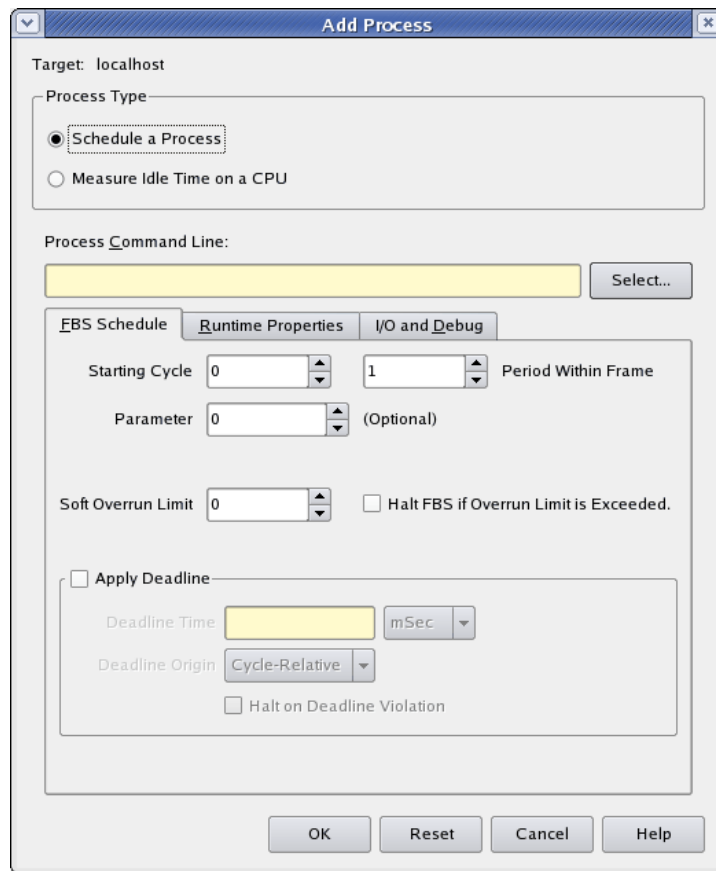 Add Process
Target: localhost
Process Type
Schedule a Process
Measure Idle Time on a CPU
Process Command Line:
Select...
FBS Schedule Runtime Properties I/O and Debug
Starting Cycle 0 1 Period Within Frame
Parameter 0 (Optional)
Soft Overrun Limit 0 Halt FBS if Overrun Limit is Exceeded.
Apply Deadline
Deadline Time mSec
Deadline Origin Cycle-Relative
Halt on Deadline Violation
OK Reset Cancel Help